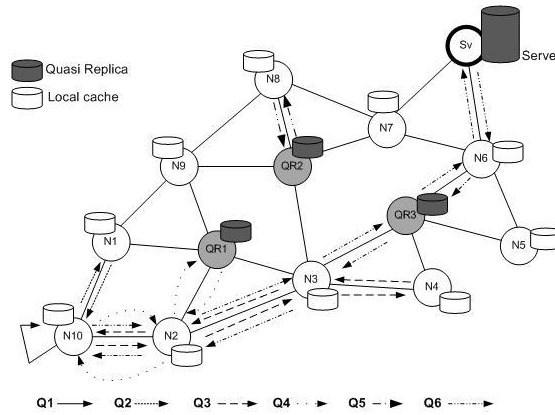 Sv
Server
Quasi Replica
Local cache
N8
N7
N6
N9
QR2
QR3
N5
N1
QR1
N3
N4
N10
N2
Q1 Q2 Q3 Q4 Q5 Q6